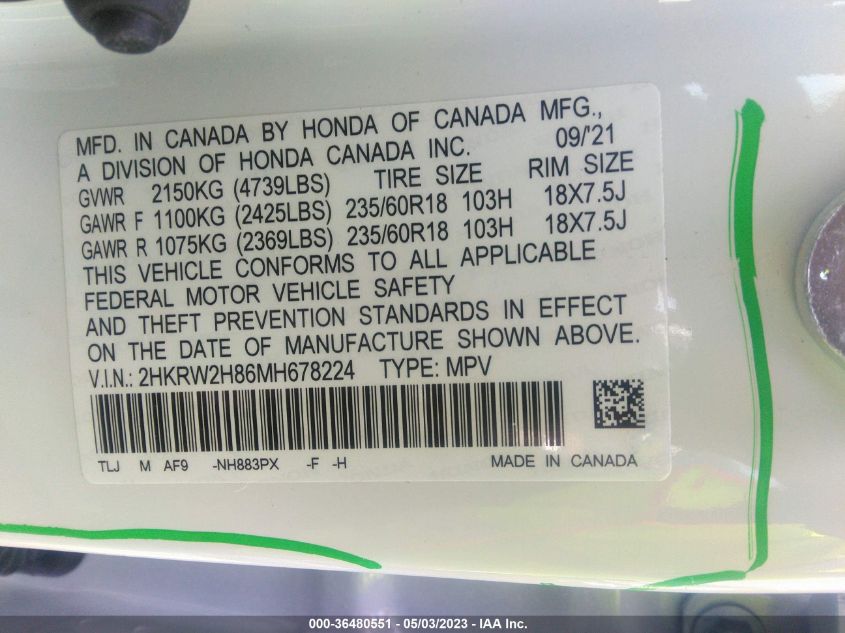 MFD. IN CANADA BY HONDA OF CANADA MFG.,
A DIVISION OF HONDA CANADA INC. 09/'21
GVWR 2150KG (4739LBS) TIRE SIZE RIM SIZE
GAWR F 1100KG (2425LBS) 235/60R18 103H 18X7.5J
GAWR R 1075KG (2369LBS) 235/60R18 103H 18X7.5J
THIS VEHICLE CONFORMS TO ALL APPLICABLE
FEDERAL MOTOR VEHICLE SAFETY
AND THEFT PREVENTION STANDARDS IN EFFECT
ON THE DATE OF MANUFACTURE SHOWN ABOVE.
V.I.N.: 2HKRW2H86MH678224 TYPE: MPV
TLJ M AF9 -NH883PX -F -H MADE IN CANADA
000-36480551 - 05/03/2023 - IAA Inc.